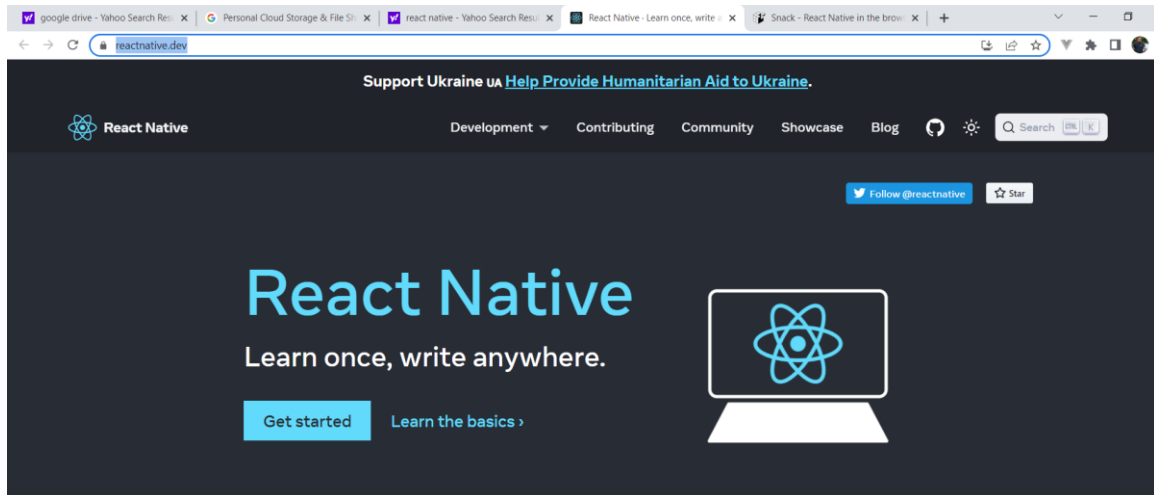 google drive - Yahoo Search Resu
Personal Cloud Storage & File Sh
react native - Yahoo Search Resul
React Native · Learn once, write a
Snack - React Native in the brow
reactnative.dev
Support Ukraine UA Help Provide Humanitarian Aid to Ukraine.
React Native
Development
Contributing
Community
Showcase
Blog
Search
K
Follow @reactnative
Star
React Native
Learn once, write anywhere.
Get started
Learn the basics ›